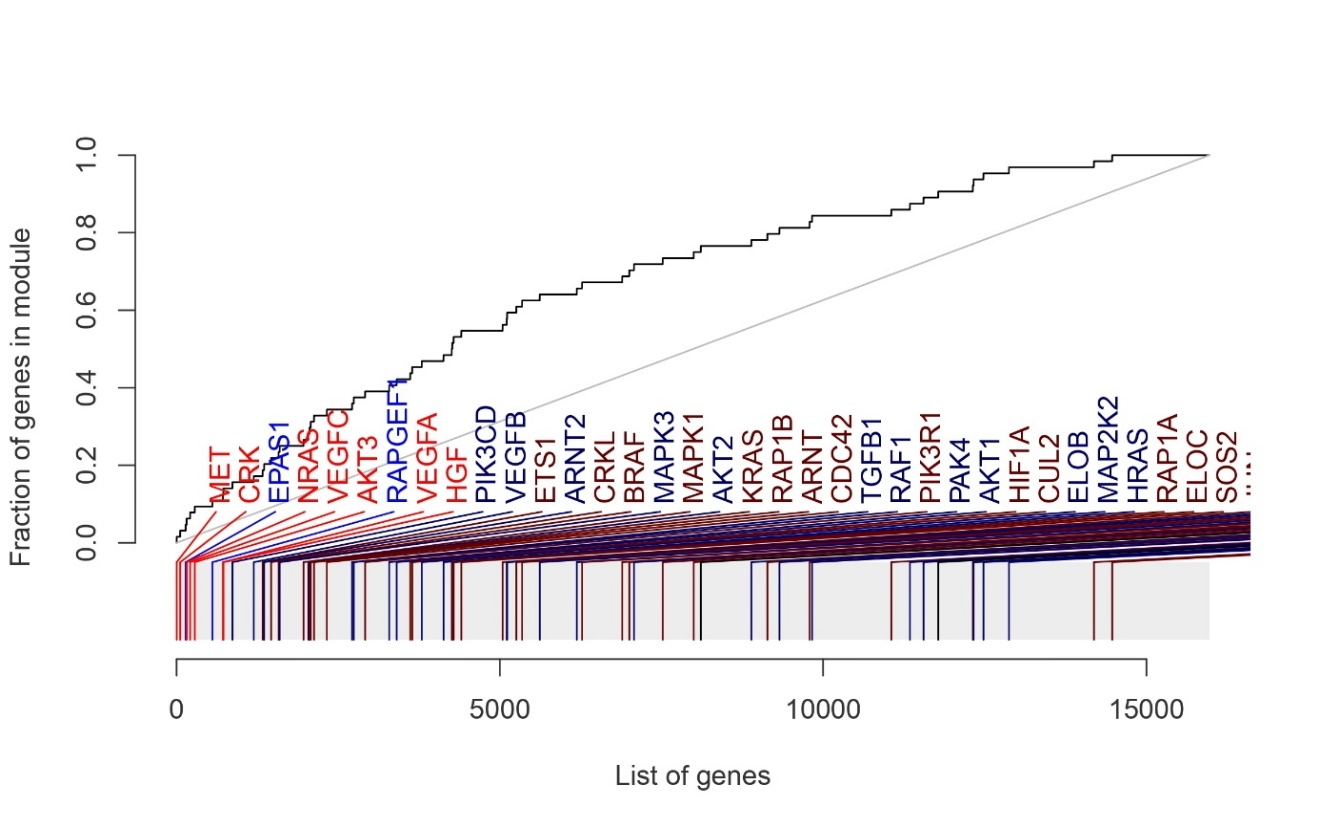 Fraction of genes in module
1.0
0.8
0.6
0.4
0.2
0.0
MET
CRK
EPAS1
NRAS
VEGFC
AKT3
RAPGEF1
VEGFA
HGF
PIK3CD
VEGFB
ETS1
ARNT2
CRKL
BRAF
MAPK3
MAPK1
AKT2
KRAS
RAP1B
ARNT
CDC42
TGFB1
RAF1
PIK3R1
PAK4
AKT1
HIF1A
CUL2
ELOB
MAP2K2
HRAS
RAP1A
ELOC
SOS2
0 5000 10000 15000
List of genes